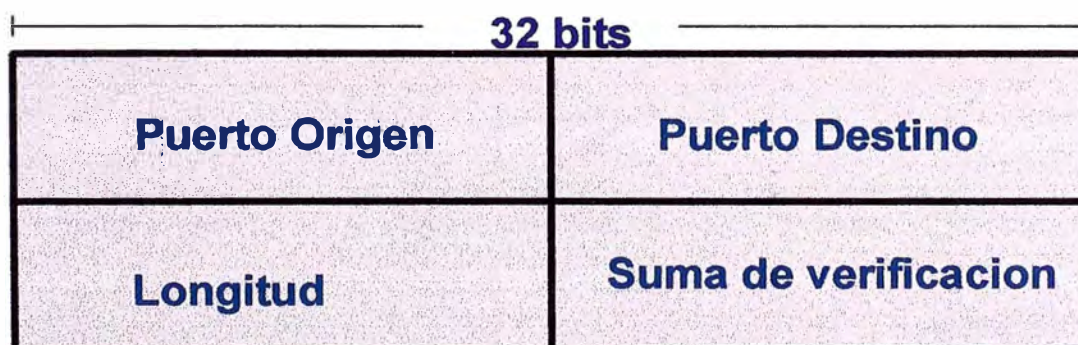 32 bits
Puerto Origen
Puerto Destino
Longitud
Suma de verificacion